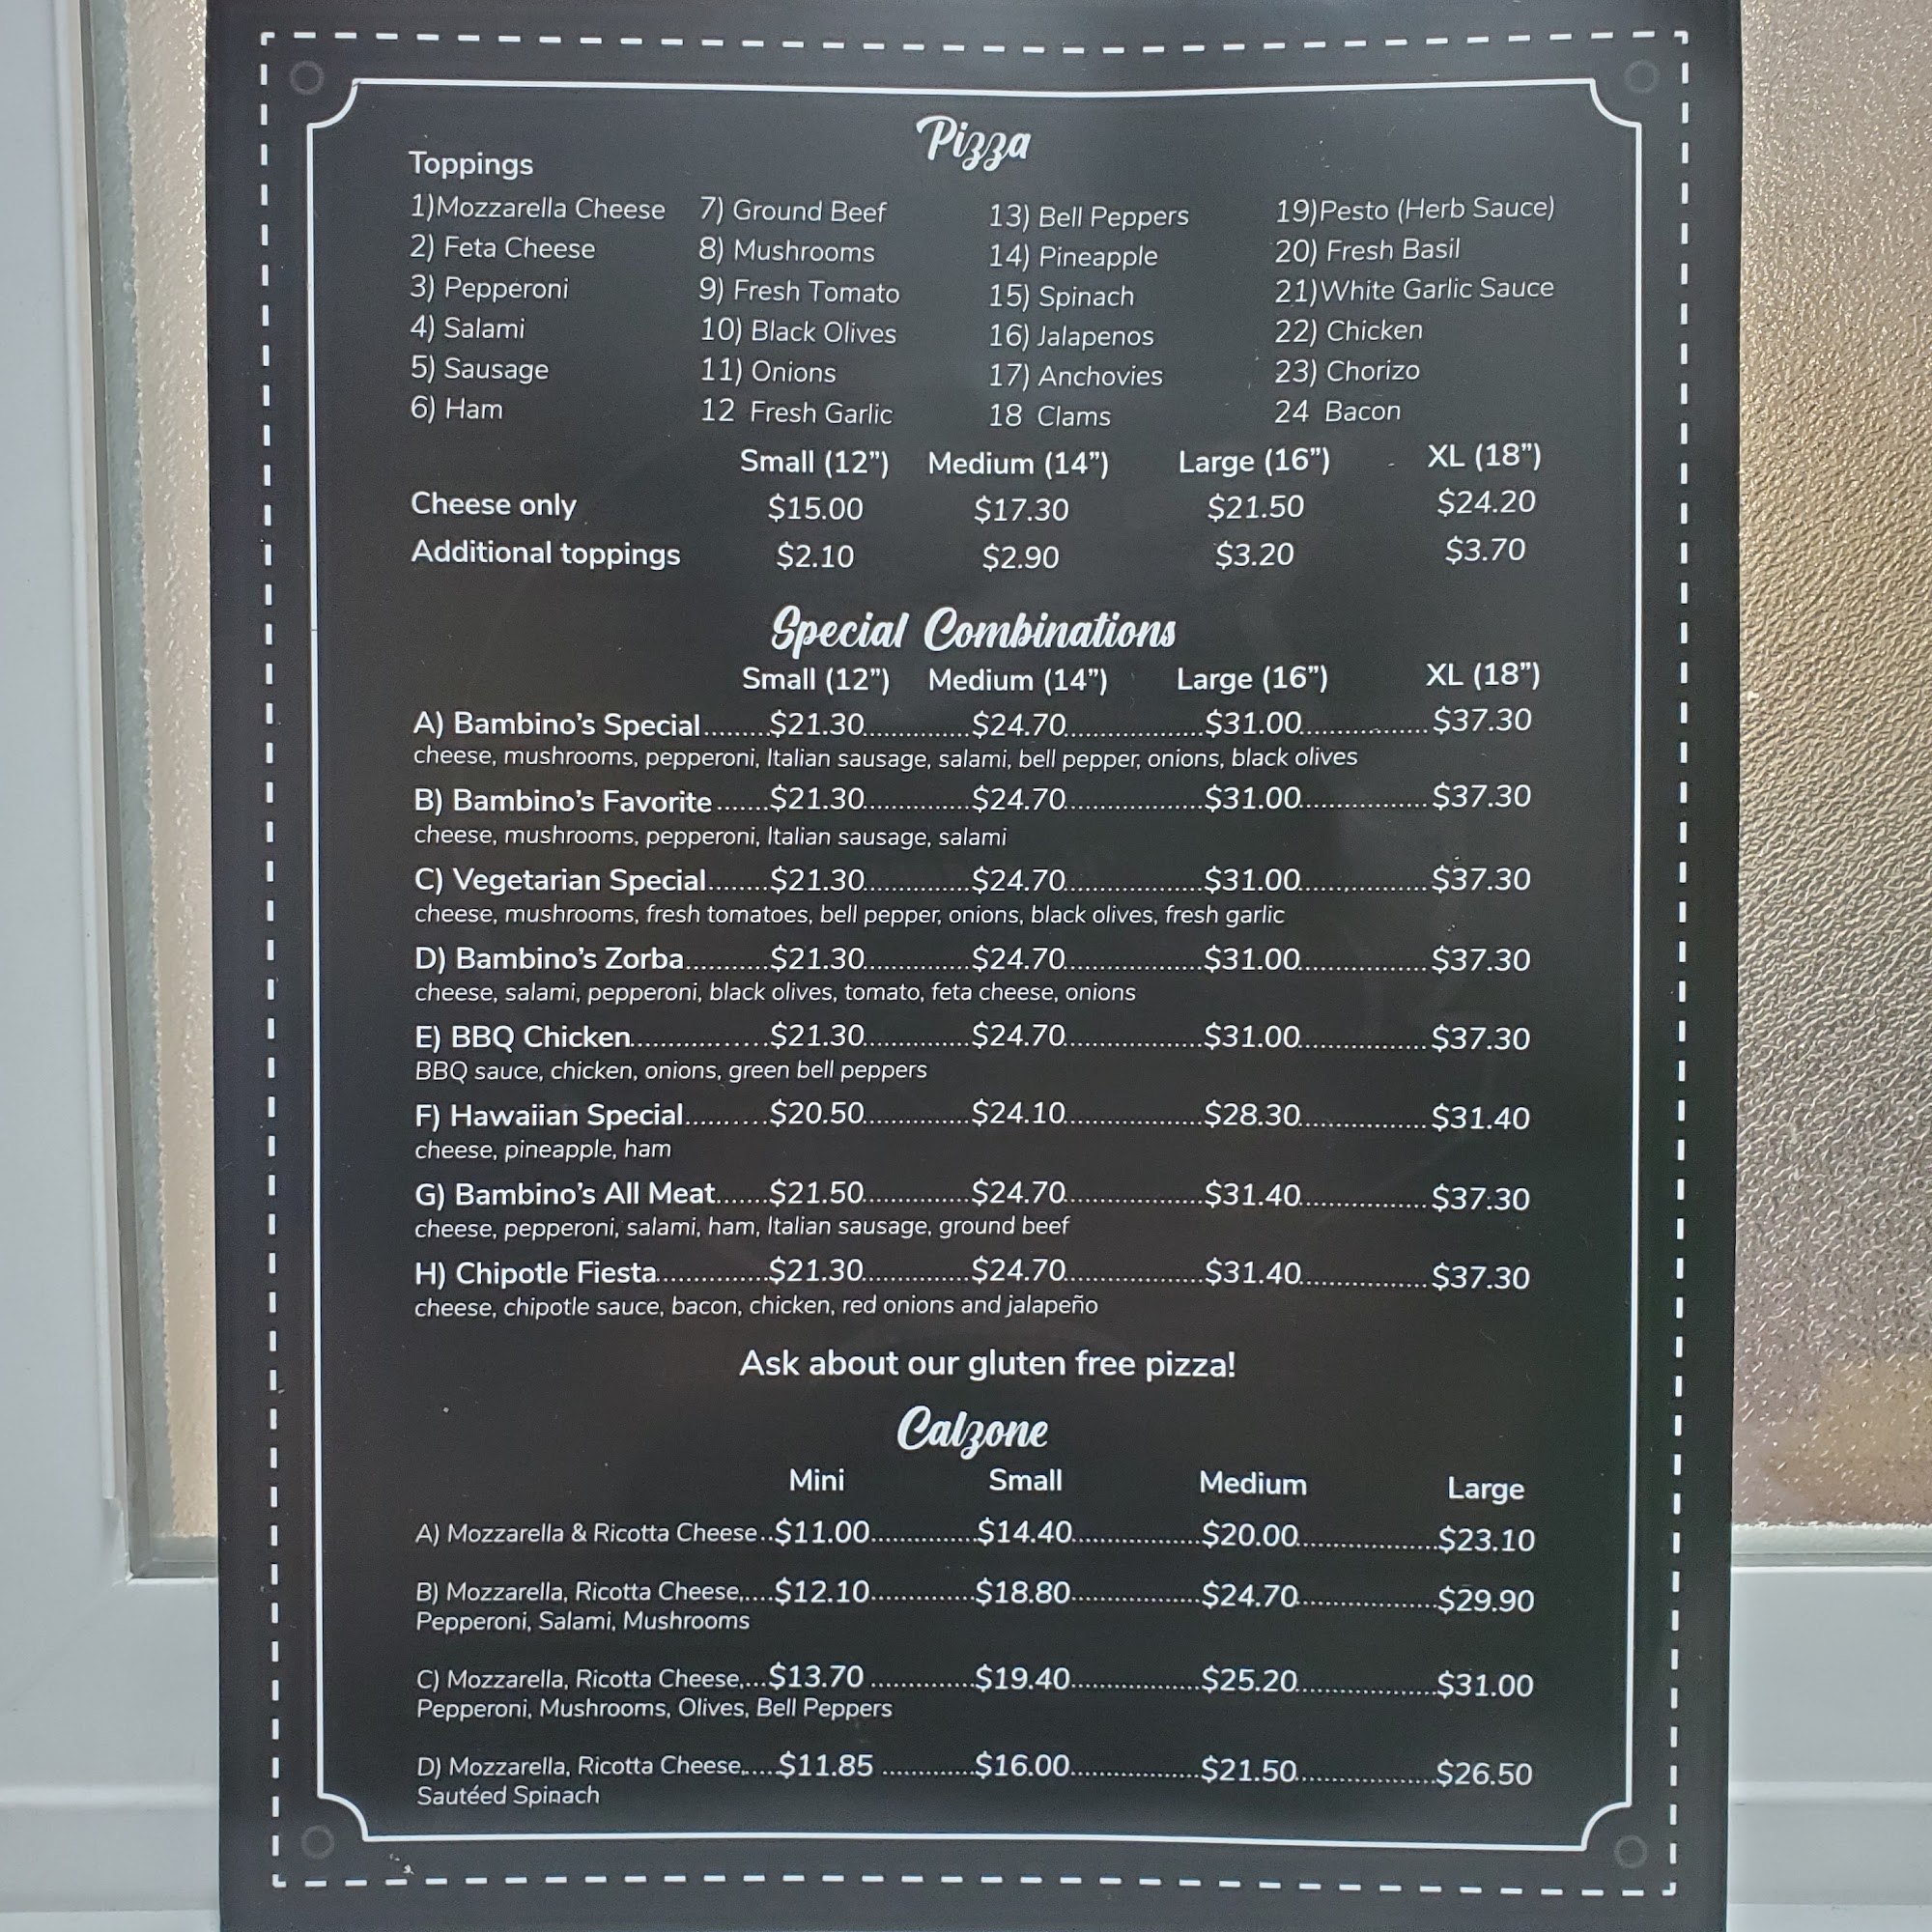 Pizza
Toppings
1)Mozzarella Cheese 7) Ground Beef 13) Bell Peppers 19)Pesto (Herb Sauce)
2) Feta Cheese 8) Mushrooms 14) Pineapple 20) Fresh Basil
3) Pepperoni 9) Fresh Tomato 15) Spinach 21)White Garlic Sauce
4) Salami 10) Black Olives 16) Jalapenos 22) Chicken
5) Sausage 11) Onions 17) Anchovies 23) Chorizo
6) Ham 12 Fresh Garlic 18 Clams 24 Bacon
Small (12") Medium (14") Large (16") XL (18")
Cheese only $15.00 $17.30 $21.50 $24.20
Additional toppings $2.10 $2.90 $3.20 $3.70
Special Combinations
Small (12") Medium (14") Large (16") XL (18")
A) Bambino's Special.........$21.30..............$24.70..................$31.00.................$37.30
cheese, mushrooms, pepperoni, Italian sausage, salami, bell pepper, onions, black olives
B) Bambino's Favorite.......$21.30..............$24.70..................$31.00.................$37.30
cheese, mushrooms, pepperoni, Italian sausage, salami
C) Vegetarian Special........$21.30..............$24.70..................$31.00.................$37.30
cheese, mushrooms, fresh tomatoes, bell pepper, onions, black olives, fresh garlic
D) Bambino's Zorba...........$21.30..............$24.70..................$31.00.................$37.30
cheese, salami, pepperoni, black olives, tomato, feta cheese, onions
E) BBQ Chicken..................$21.30..............$24.70..................$31.00.................$37.30
BBQ sauce, chicken, onions, green bell peppers
F) Hawaiian Special...........$20.50..............$24.10..................$28.30.................$31.40
cheese, pineapple, ham
G) Bambino's All Meat.......$21.50..............$24.70..................$31.40.................$37.30
cheese, pepperoni, salami, ham, Italian sausage, ground beef
H) Chipotle Fiesta...............$21.30..............$24.70..................$31.40.................$37.30
cheese, chipotle sauce, bacon, chicken, red onions and jalapeño
Ask about our gluten free pizza!
Calzone
Mini Small Medium Large
A) Mozzarella & Ricotta Cheese..$11.00..............$14.40.................$20.00...................$23.10
B) Mozzarella, Ricotta Cheese,....$12.10..............$18.80.................$24.70...................$29.90
Pepperoni, Salami, Mushrooms
C) Mozzarella, Ricotta Cheese,...$13.70..............$19.40.................$25.20...................$31.00
Pepperoni, Mushrooms, Olives, Bell Peppers
D) Mozzarella, Ricotta Cheese,....$11.85.............$16.00.................$21.50...................$26.50
Sautéed Spinach